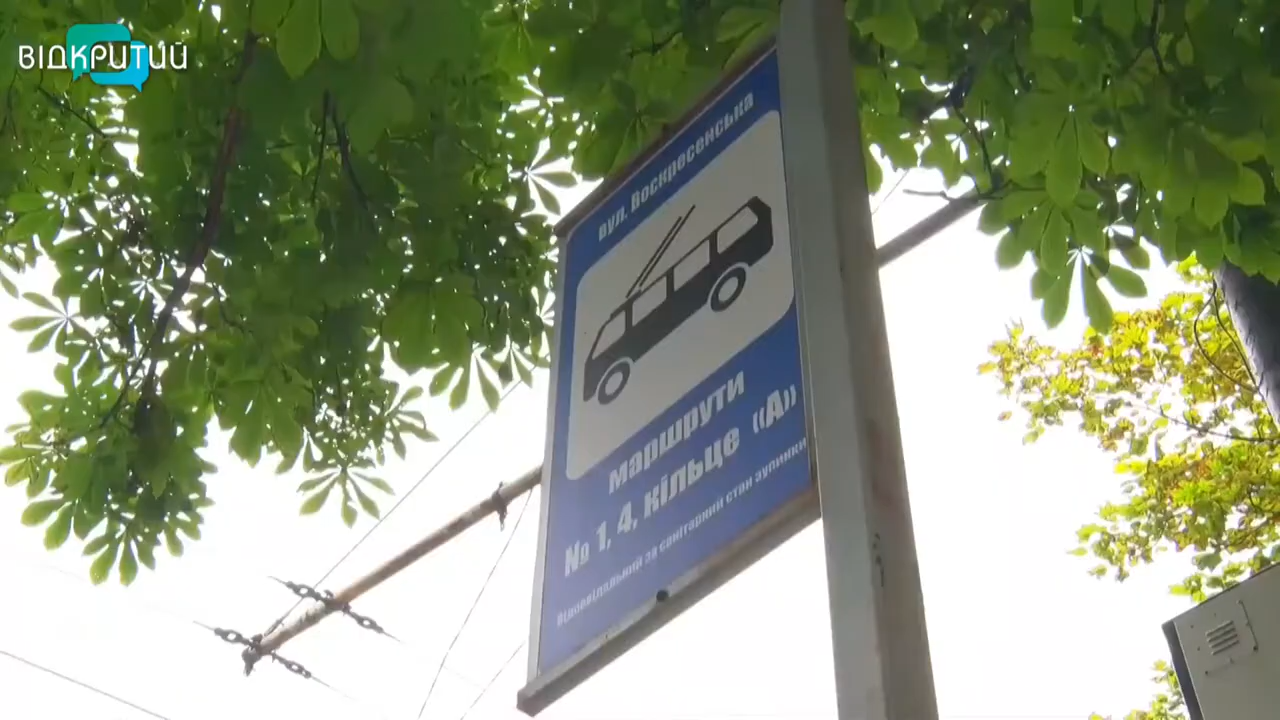 ВІДКРИТИЙ
вул. Воскресенська
маршрути
№ 1, 4, кільце «А»
Відповідальний за санітарний стан зупинки